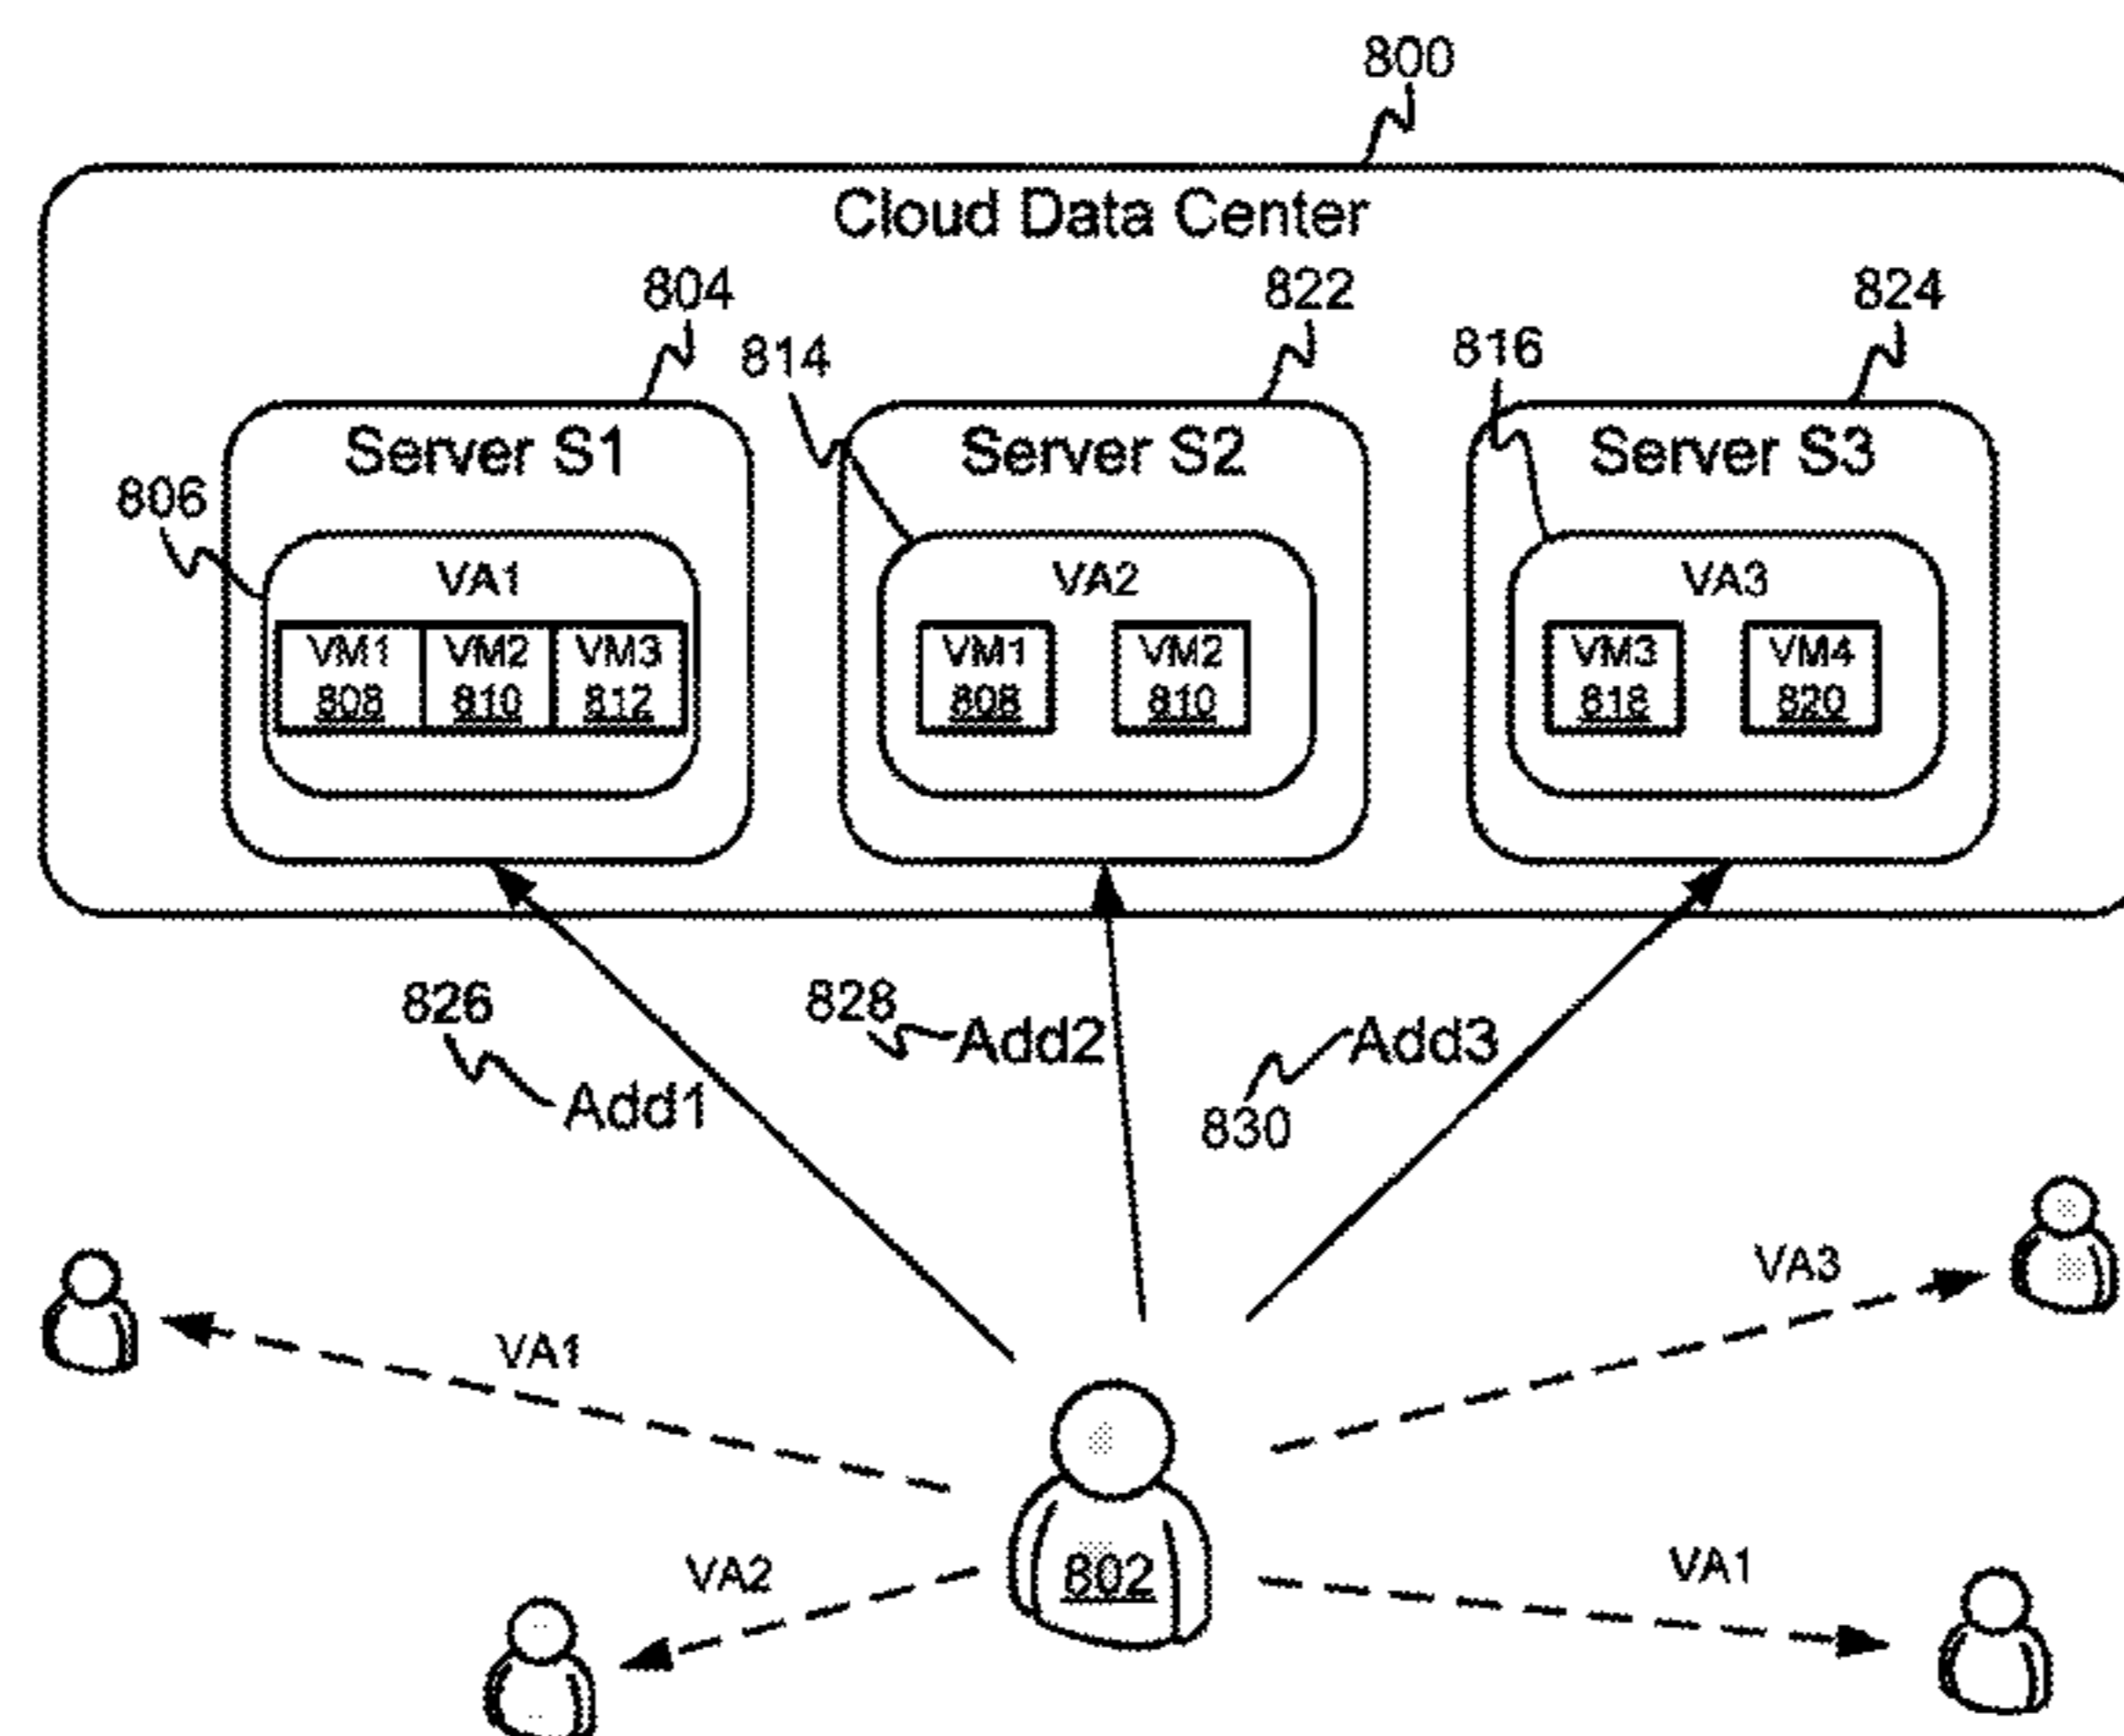 800
Cloud Data Center
804
822
824
814
816
Server S1
Server S2
Server S3
806
VA1
VA2
VA3
VM1
808
VM2
810
VM3
812
VM1
808
VM2
810
VM3
818
VM4
820
826
Add1
828
Add2
830
Add3
VA3
VA1
VA2
VA1
802